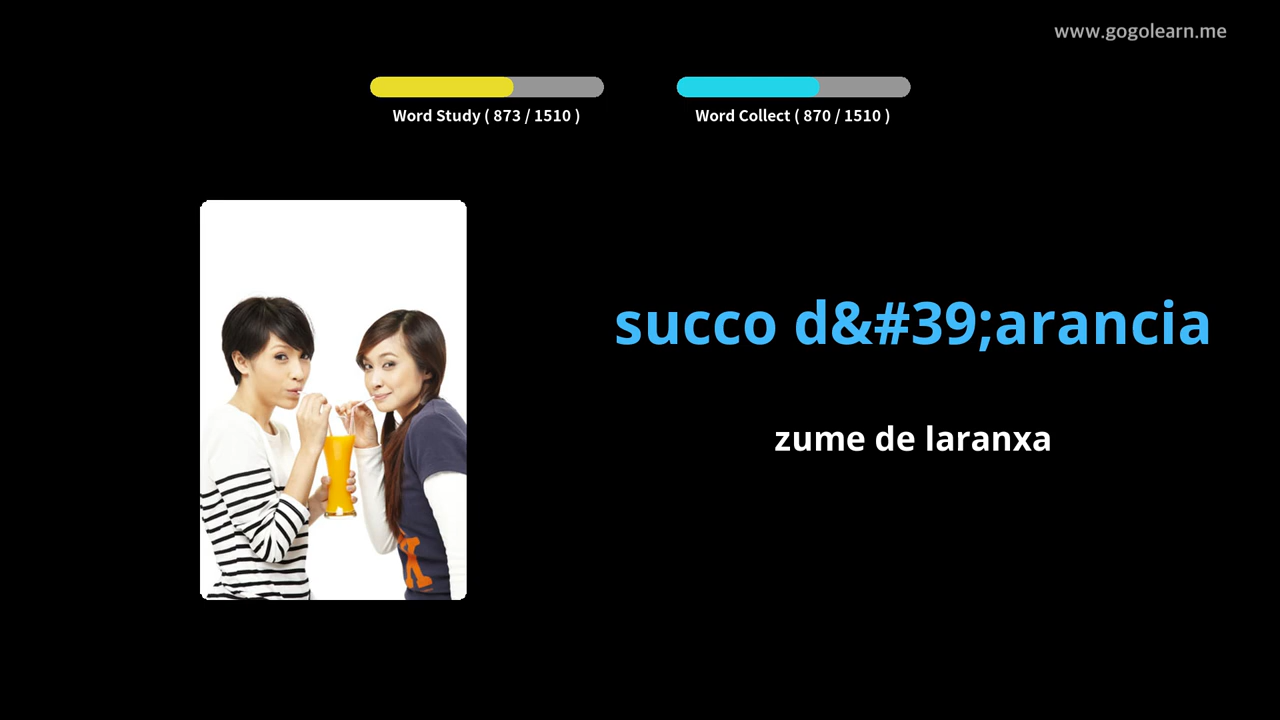 www.gogolearn.me
Word Study ( 873 / 1510 )
Word Collect ( 870 / 1510 )
succo d&#39;arancia
zume de laranxa